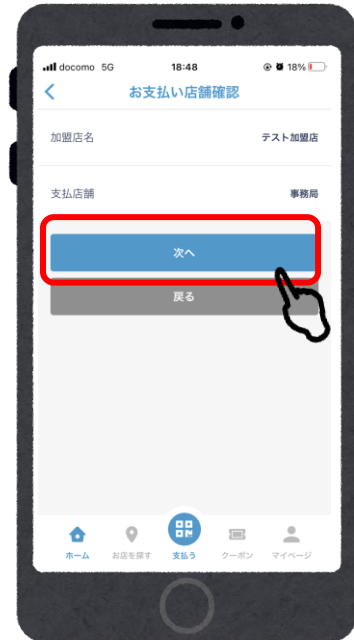 docomo 5G 18:48 18%
お支払い店舗確認
加盟店名 テスト加盟店
支払店舗 事務局
次へ
戻る
ホーム お店を探す 支払う クーポン マイページ